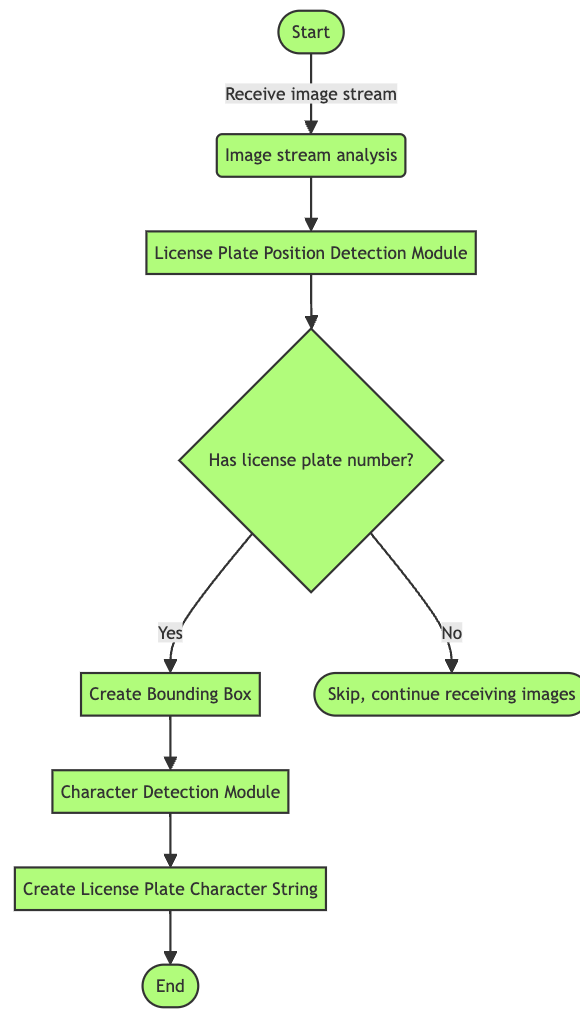 Start
Receive image stream
Image stream analysis
License Plate Position Detection Module
Has license plate number?
Yes
No
Create Bounding Box
Skip, continue receiving images
Character Detection Module
Create License Plate Character String
End